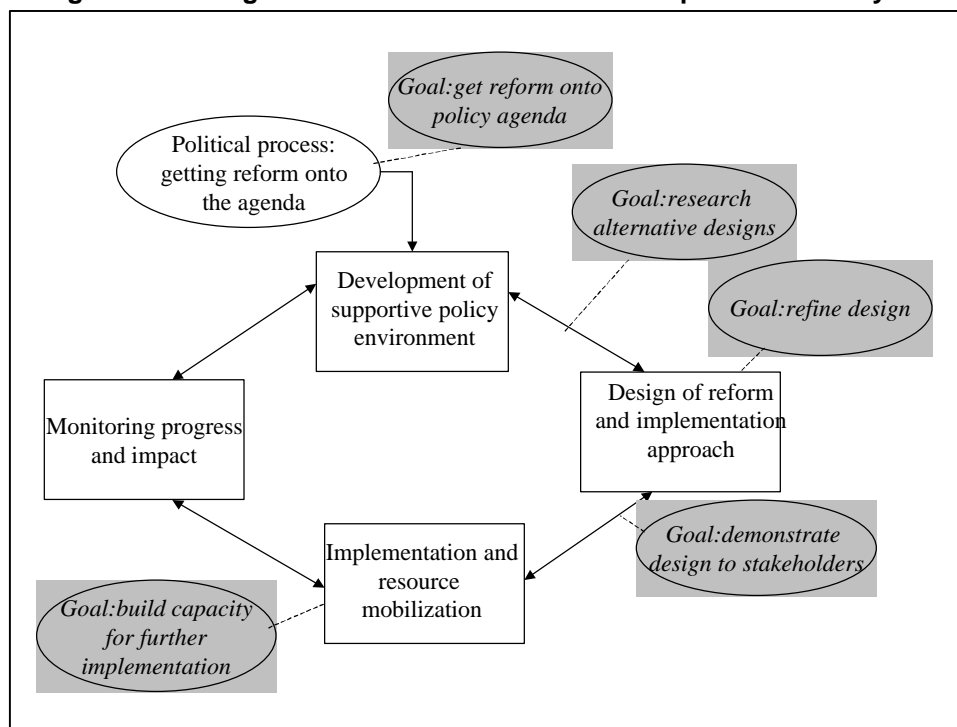 Goal:get reform onto
policy agenda
Political process:
getting reform onto
the agenda
Goal:research
alternative designs
Development of
supportive policy
environment
Goal:refine design
Design of reform
and implementation
approach
Monitoring progress
and impact
Goal:demonstrate
design to stakeholders
Implementation and
resource
mobilization
Goal:build capacity
for further
implementation